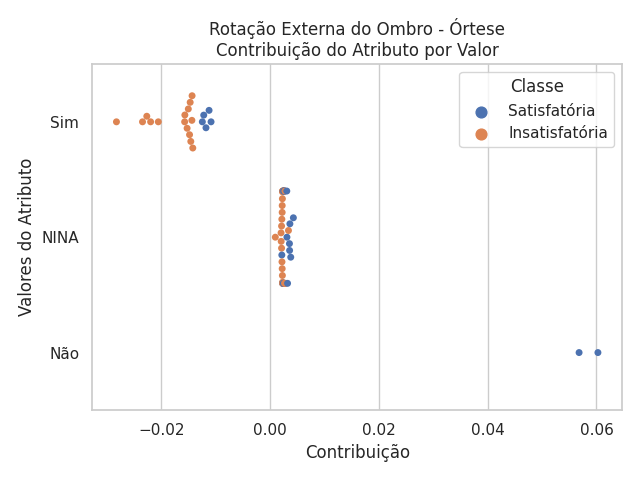 Rotação Externa do Ombro - Órtese
Contribuição do Atributo por Valor
Classe
Satisfatória
Insatisfatória
Valores do Atributo
Sim
NINA
Não
−0.02
0.00
0.02
0.04
0.06
Contribuição